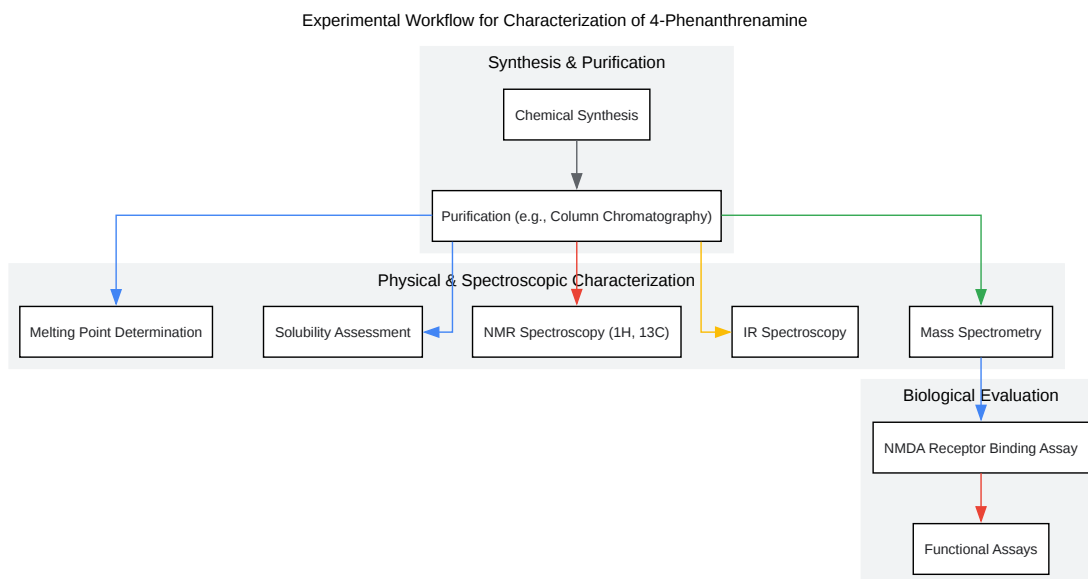 Experimental Workflow for Characterization of 4-Phenanthrenamine
Synthesis & Purification
Chemical Synthesis
Purification (e.g., Column Chromatography)
Physical & Spectroscopic Characterization
Melting Point Determination
Solubility Assessment
NMR Spectroscopy (1H, 13C)
IR Spectroscopy
Mass Spectrometry
Biological Evaluation
NMDA Receptor Binding Assay
Functional Assays